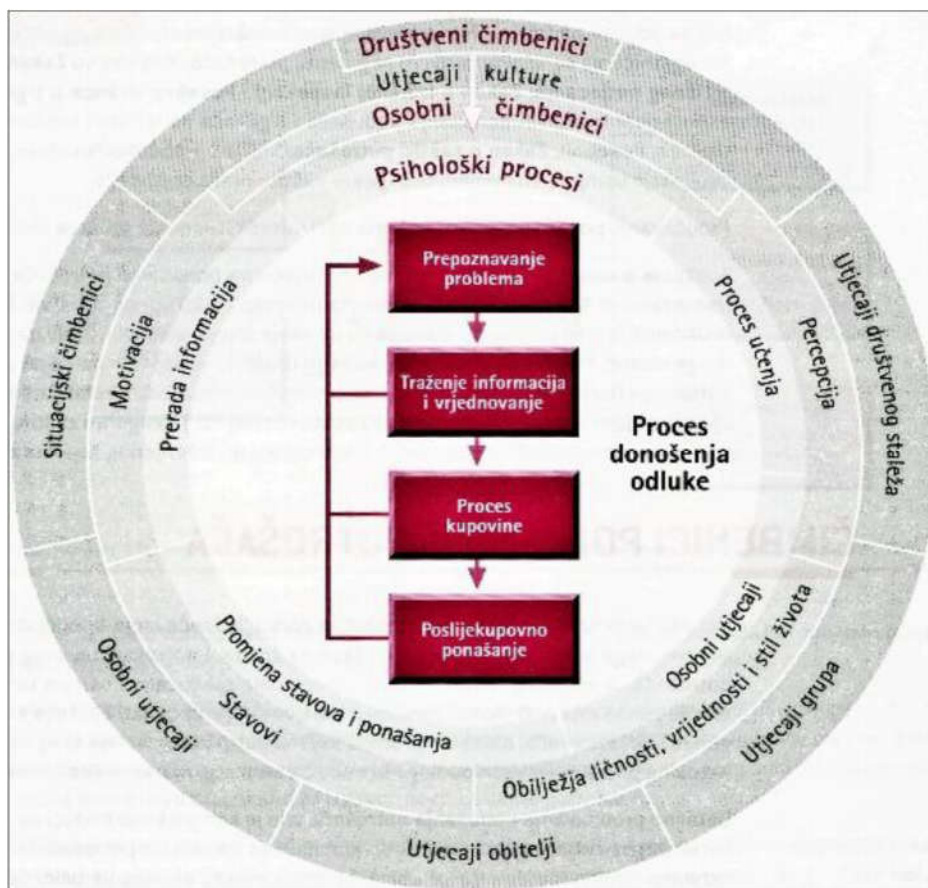 Društveni čimbenici
Utjecaji kulture
Osobni čimbenici
Psihološki procesi
Prepoznavanje
problema
Traženje informacija
i vrjednovanje
Proces
kupovine
Poslijekupovno
ponašanje
Proces
donošenja
odluke
Situacijski čimbenici
Motivacija
Prerada informacija
Proces učenja
Percepcija
Utjecaji društvenog staleža
Osobni utjecaji
Stavovi
Promjena stavova i ponašanja
Osobni utjecaji
Obilježja ličnosti, vrijednosti i stil života
Utjecaji grupa
Utjecaji obitelji